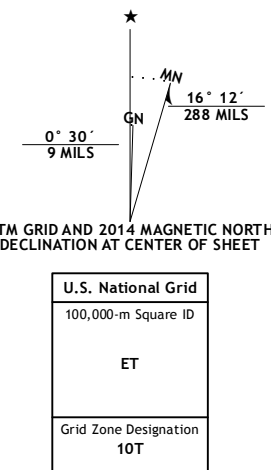 MN
GN
16° 12´
288 MILS
0° 30´
9 MILS
TM GRID AND 2014 MAGNETIC NORTH
DECLINATION AT CENTER OF SHEET
U.S. National Grid
100,000-m Square ID
ET
Grid Zone Designation
10T